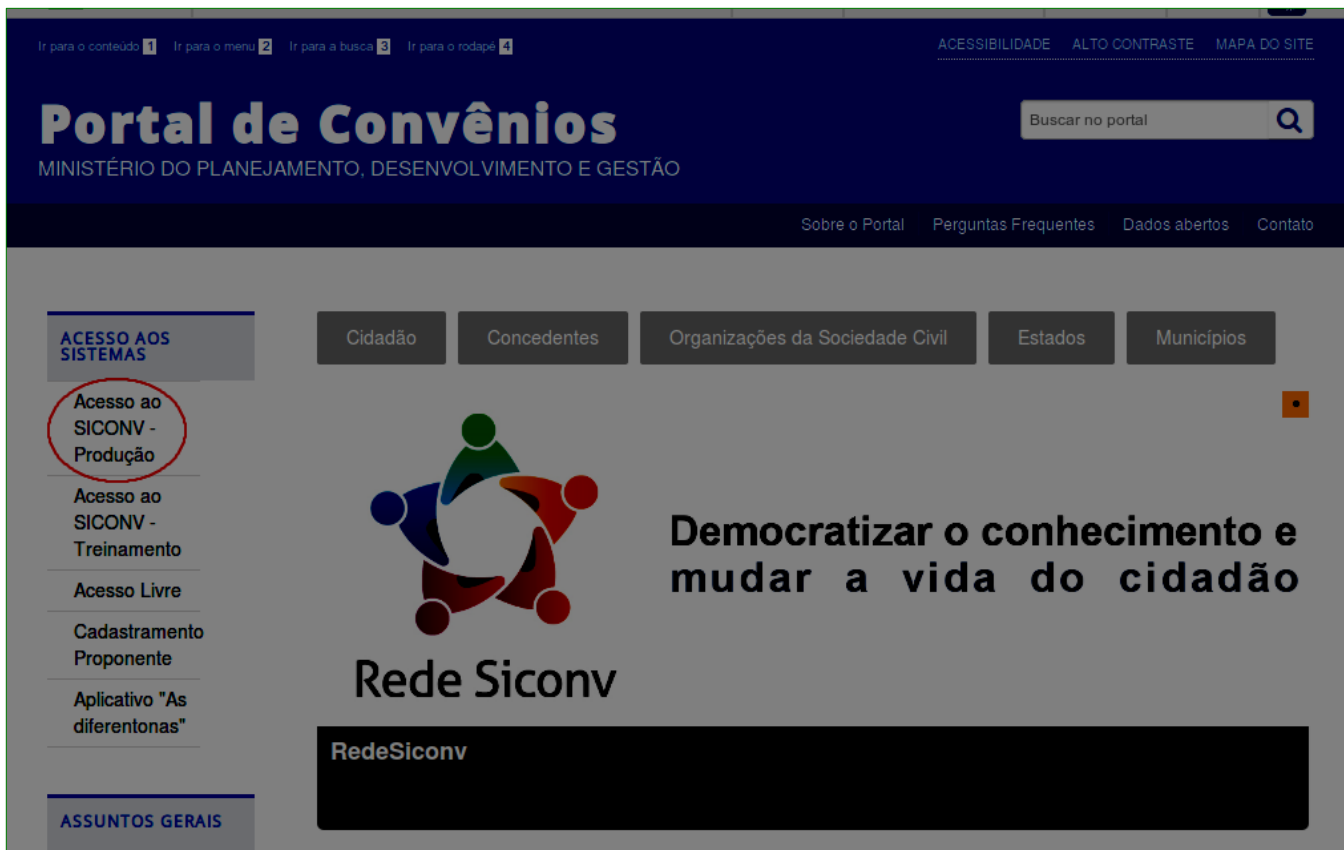 Ir para o conteúdo 1 Ir para o menu 2 Ir para a busca 3 Ir para o rodapé 4
ACESSIBILIDADE ALTO CONTRASTE MAPA DO SITE
Portal de Convênios
MINISTÉRIO DO PLANEJAMENTO, DESENVOLVIMENTO E GESTÃO
Buscar no portal
Sobre o Portal Perguntas Frequentes Dados abertos Contato
ACESSO AOS
SISTEMAS
Acesso ao
SICONV -
Produção
Acesso ao
SICONV -
Treinamento
Acesso Livre
Cadastramento
Proponente
Aplicativo "As
diferentonas"
ASSUNTOS GERAIS
Cidadão Concedentes Organizações da Sociedade Civil Estados Municípios
Democratizar o conhecimento e
mudar a vida do cidadão
Rede Siconv
RedeSiconv